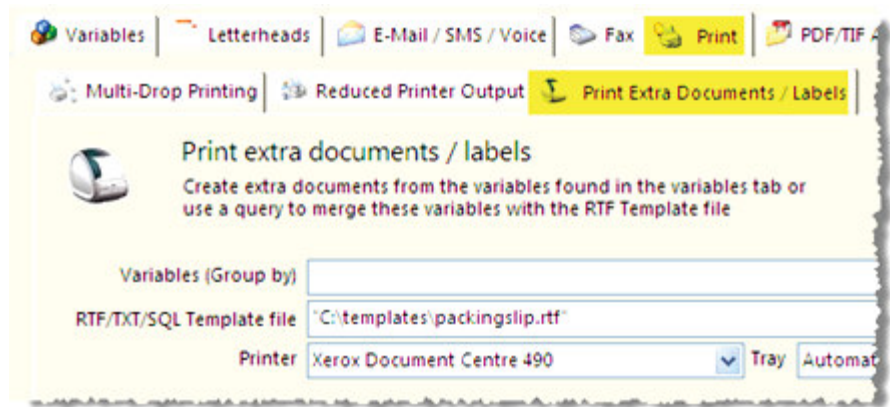 Variables Letterheads E-Mail / SMS / Voice Fax Print PDF/TIF A
Multi-Drop Printing Reduced Printer Output Print Extra Documents / Labels
Print extra documents / labels
Create extra documents from the variables found in the variables tab or
use a query to merge these variables with the RTF Template file
Variables (Group by)
RTF/TXT/SQL Template file "C:\templates\packingslip.rtf"
Printer Xerox Document Centre 490 Tray Automat